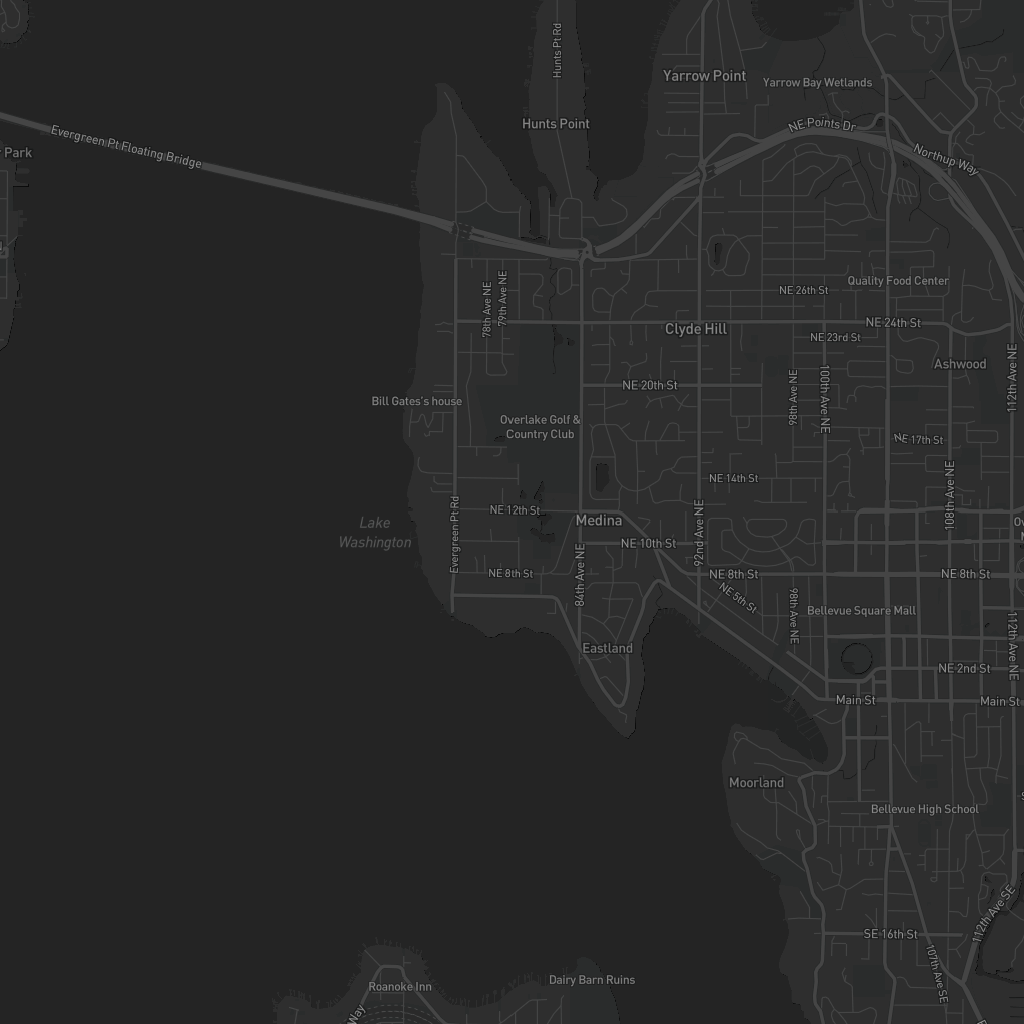 Hunts Pt Rd
Yarrow Point
Yarrow Bay Wetlands
Hunts Point
NE Points Dr
Evergreen Pt Floating Bridge
Park
Northup Way
NE 26th St
Quality Food Center
78th Ave NE
79th Ave NE
Clyde Hill
NE 24th St
NE 23rd St
Ashwood
112th Ave NE
NE 20th St
98th Ave NE
100th Ave NE
Bill Gates's house
Overlake Golf &
Country Club
NE 17th St
NE 14th St
108th Ave NE
Lake
Washington
Evergreen Pt Rd
NE 12th St
Medina
92nd Ave NE
NE 10th St
84th Ave NE
NE 8th St
NE 8th St
NE 8th St
NE 5th St
98th Ave NE
Bellevue Square Mall
112th Ave NE
Eastland
NE 2nd St
Main St
Main St
Moorland
Bellevue High School
SE 16th St
112th Ave SE
107th Ave SE
Roanoke Inn
Dairy Barn Ruins
Way